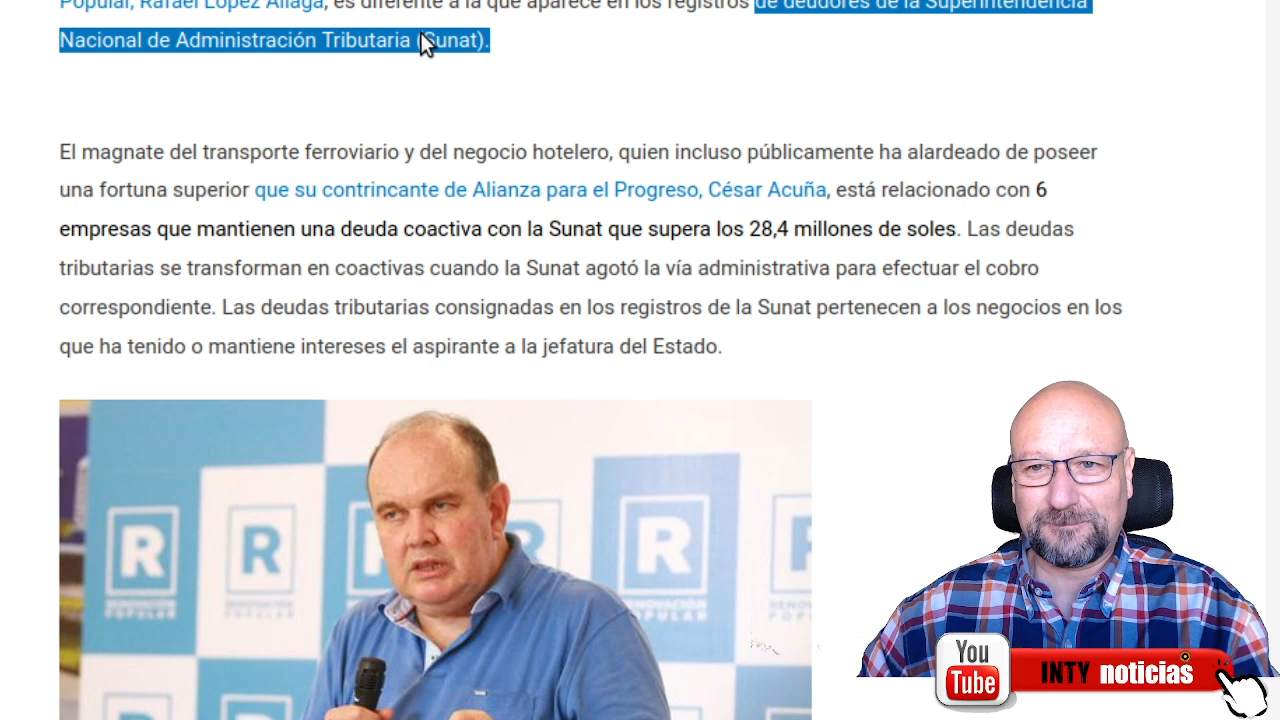 Popular, Rafael López Aliaga, es diferente a la que aparece en los registros de deudores de la Superintendencia
Nacional de Administración Tributaria (Sunat).
El magnate del transporte ferroviario y del negocio hotelero, quien incluso públicamente ha alardeado de poseer
una fortuna superior que su contrincante de Alianza para el Progreso, César Acuña, está relacionado con 6
empresas que mantienen una deuda coactiva con la Sunat que supera los 28,4 millones de soles. Las deudas
tributarias se transforman en coactivas cuando la Sunat agotó la vía administrativa para efectuar el cobro
correspondiente. Las deudas tributarias consignadas en los registros de la Sunat pertenecen a los negocios en los
que ha tenido o mantiene intereses el aspirante a la jefatura del Estado.
R R R R
RENOVACIÓN POPULAR
RENOVACIÓN POPULAR
RENOVACIÓN POPULAR
You
Tube
INTY noticias